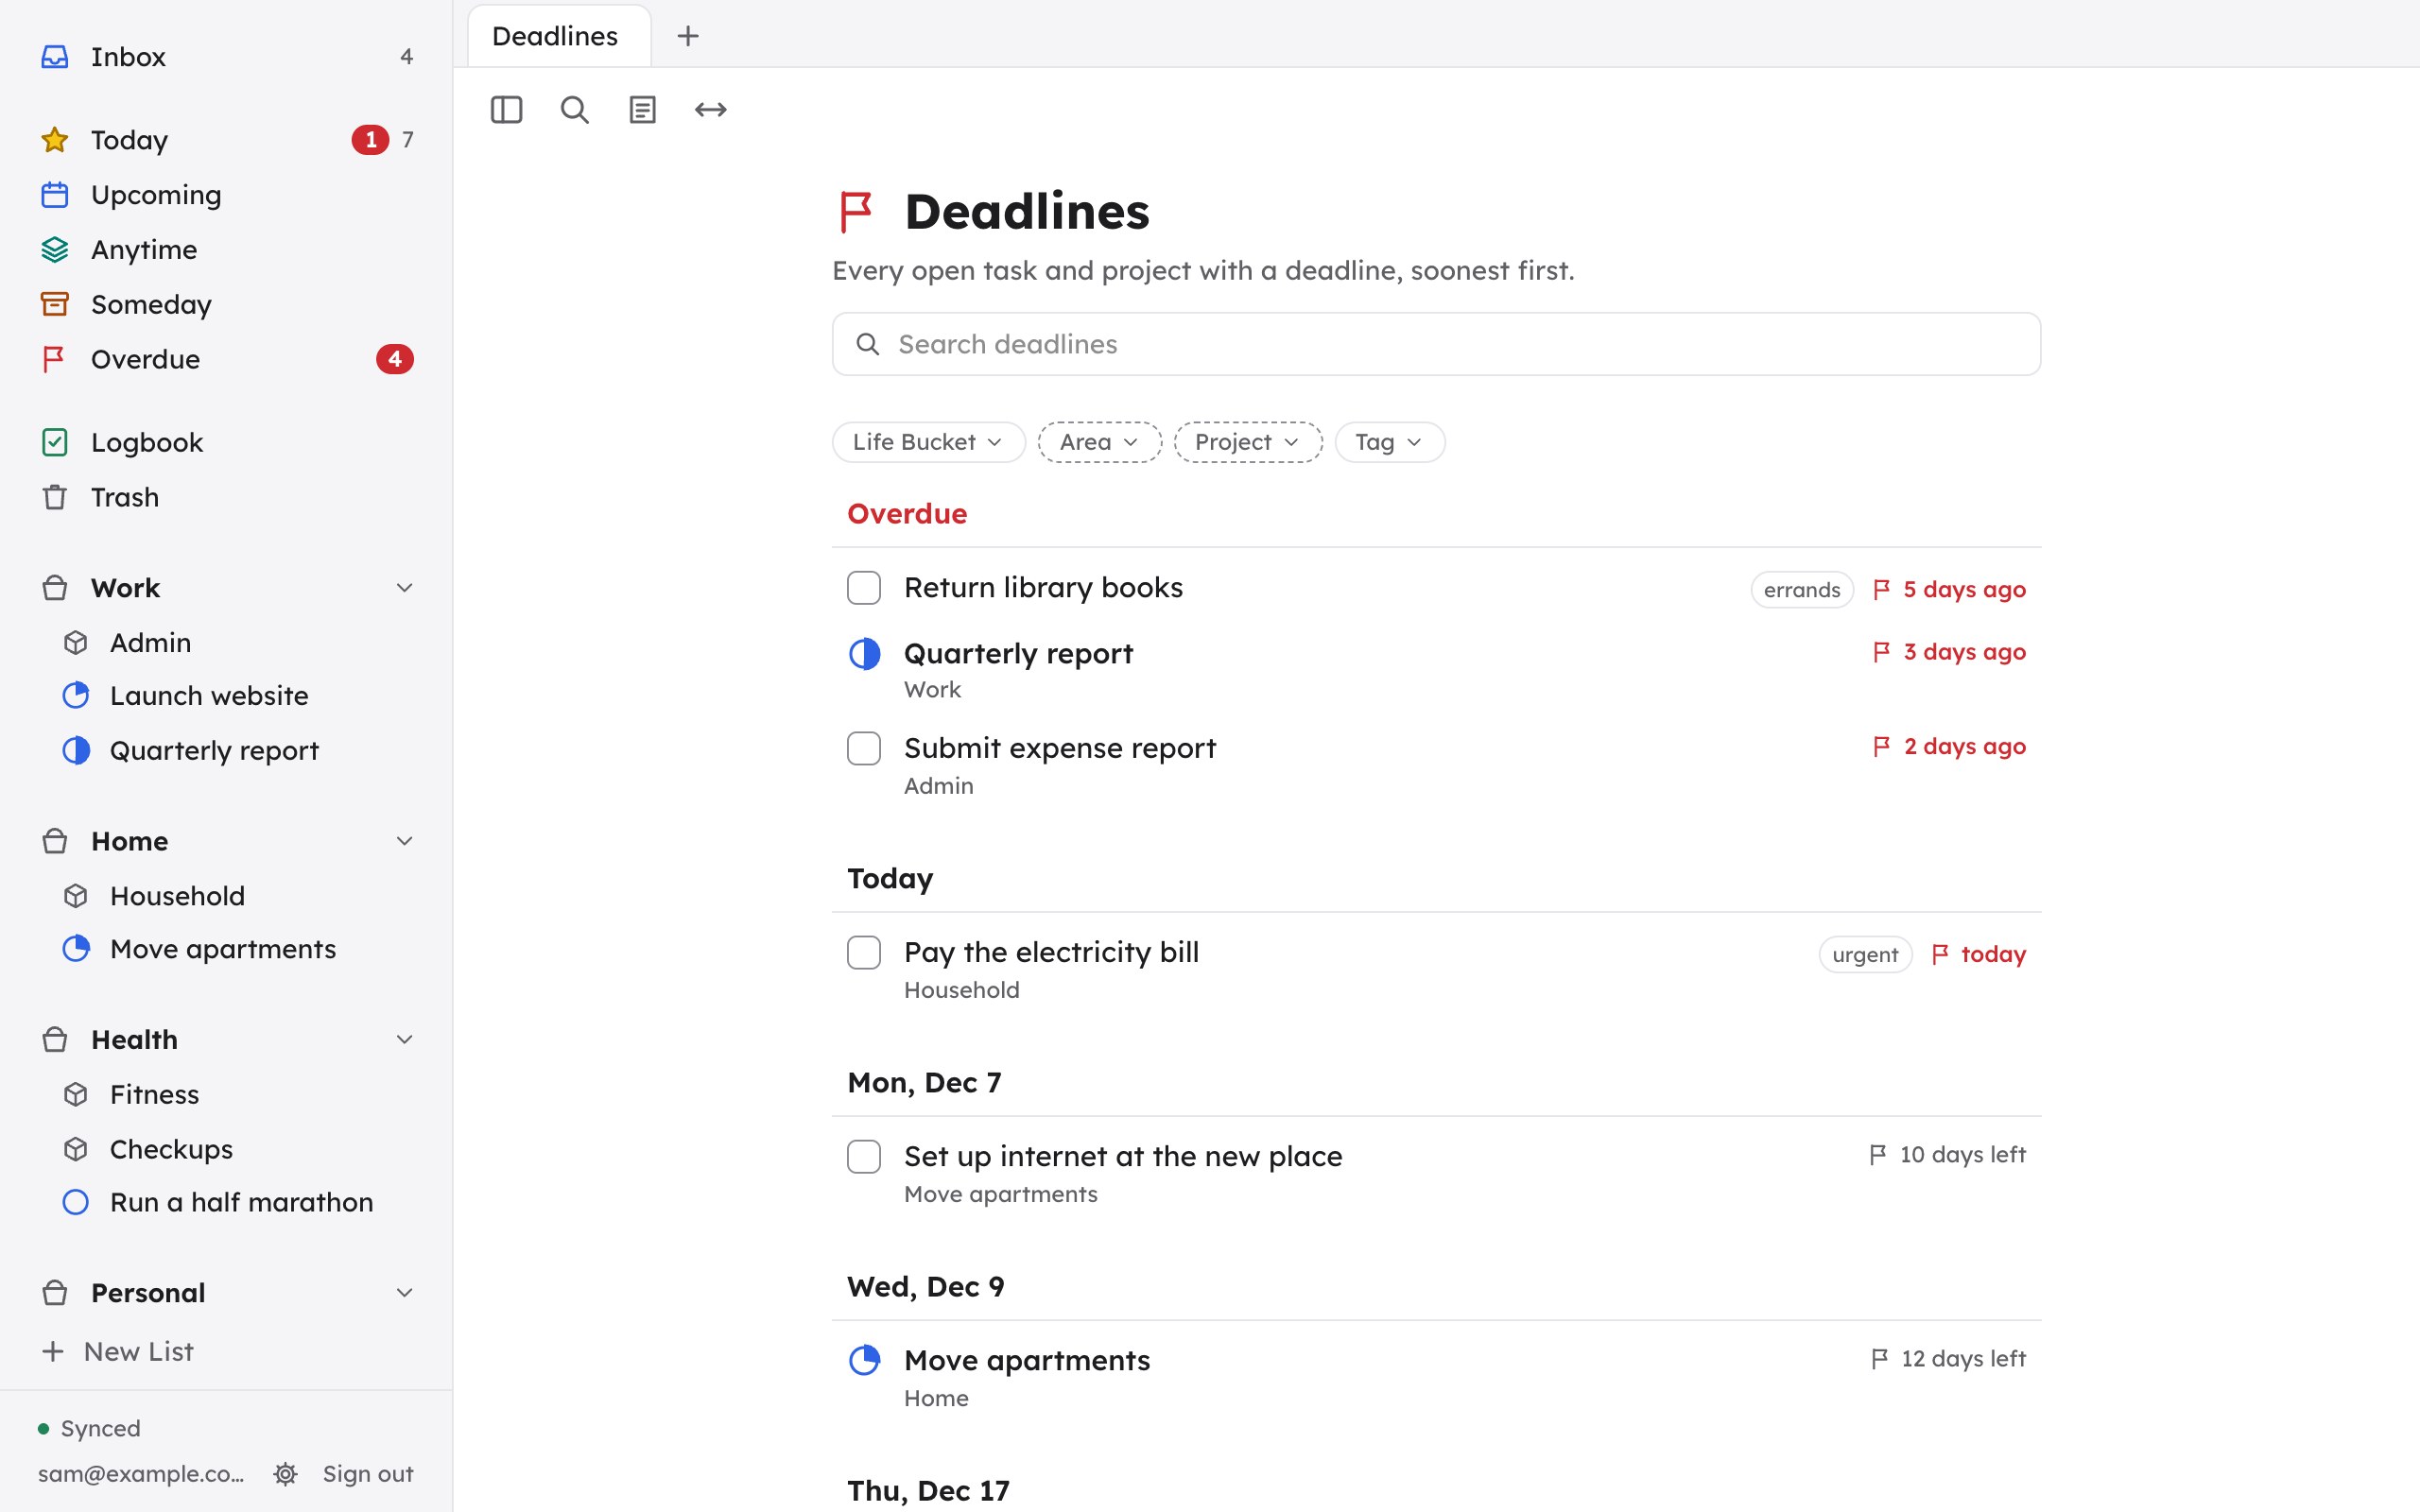 Inbox 4
Today 1 7
Upcoming
Anytime
Someday
Overdue 4
Logbook
Trash
Work
Admin
Launch website
Quarterly report
Home
Household
Move apartments
Health
Fitness
Checkups
Run a half marathon
Personal
New List
Synced
sam@example.co… Sign out
Deadlines
Deadlines
Every open task and project with a deadline, soonest first.
Search deadlines
Life Bucket Area Project Tag
Overdue
Return library books errands 5 days ago
Quarterly report 3 days ago
Work
Submit expense report 2 days ago
Admin
Today
Pay the electricity bill urgent today
Household
Mon, Dec 7
Set up internet at the new place 10 days left
Move apartments
Wed, Dec 9
Move apartments 12 days left
Home
Thu, Dec 17